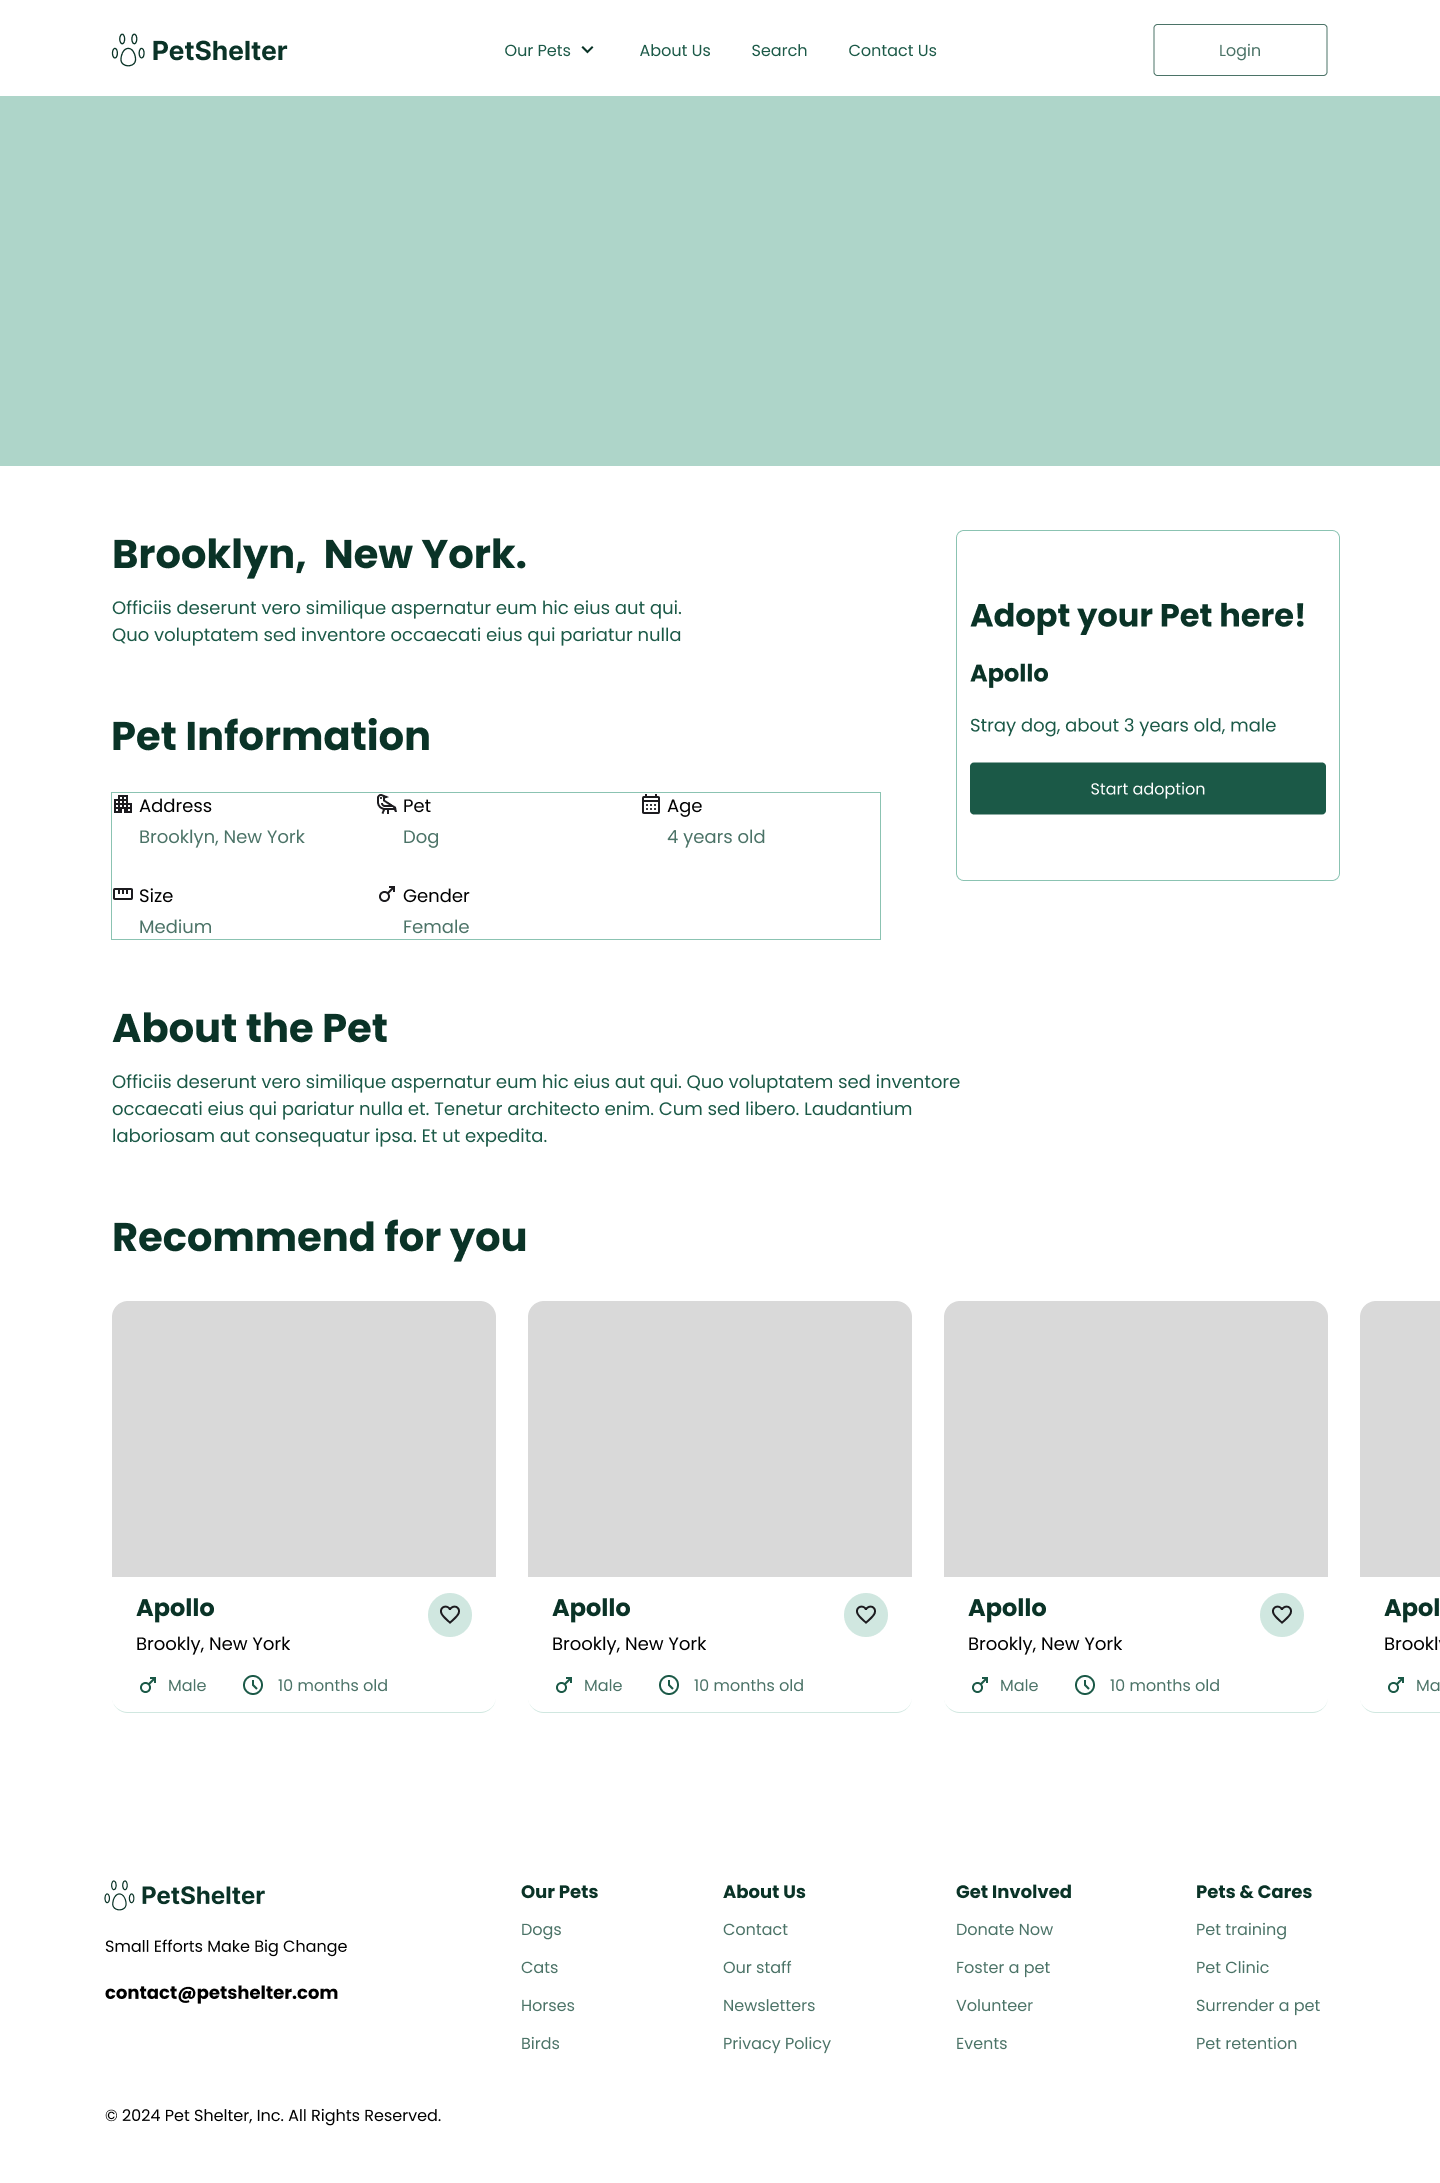 PetShelter
Our Pets
About Us
Search
Contact Us
Login
Brooklyn,  New York.
Officiis deserunt vero similique aspernatur eum hic eius aut qui.
Quo voluptatem sed inventore occaecati eius qui pariatur nulla
Adopt your Pet here!
Apollo
Stray dog, about 3 years old, male
Start adoption
Pet Information
Address
Brooklyn, New York
Pet
Dog
Age
4 years old
Size
Medium
Gender
Female
About the Pet
Officiis deserunt vero similique aspernatur eum hic eius aut qui. Quo voluptatem sed inventore
occaecati eius qui pariatur nulla et. Tenetur architecto enim. Cum sed libero. Laudantium
laboriosam aut consequatur ipsa. Et ut expedita.
Recommend for you
Apollo
Brookly, New York
Male
10 months old
Apollo
Brookly, New York
Male
10 months old
Apollo
Brookly, New York
Male
10 months old
Apol
Brookl
Ma
PetShelter
Small Efforts Make Big Change
contact@petshelter.com
Our Pets
Dogs
Cats
Horses
Birds
About Us
Contact
Our staff
Newsletters
Privacy Policy
Get Involved
Donate Now
Foster a pet
Volunteer
Events
Pets & Cares
Pet training
Pet Clinic
Surrender a pet
Pet retention
© 2024 Pet Shelter, Inc. All Rights Reserved.